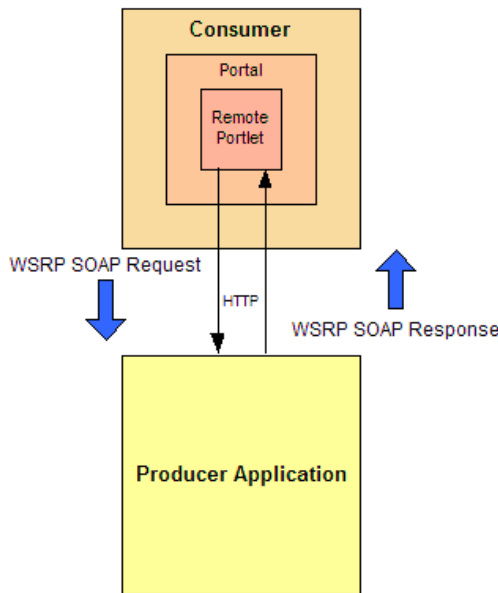 Consumer
Portal
Remote
Portlet
WSRP SOAP Request
HTTP
WSRP SOAP Response
Producer Application